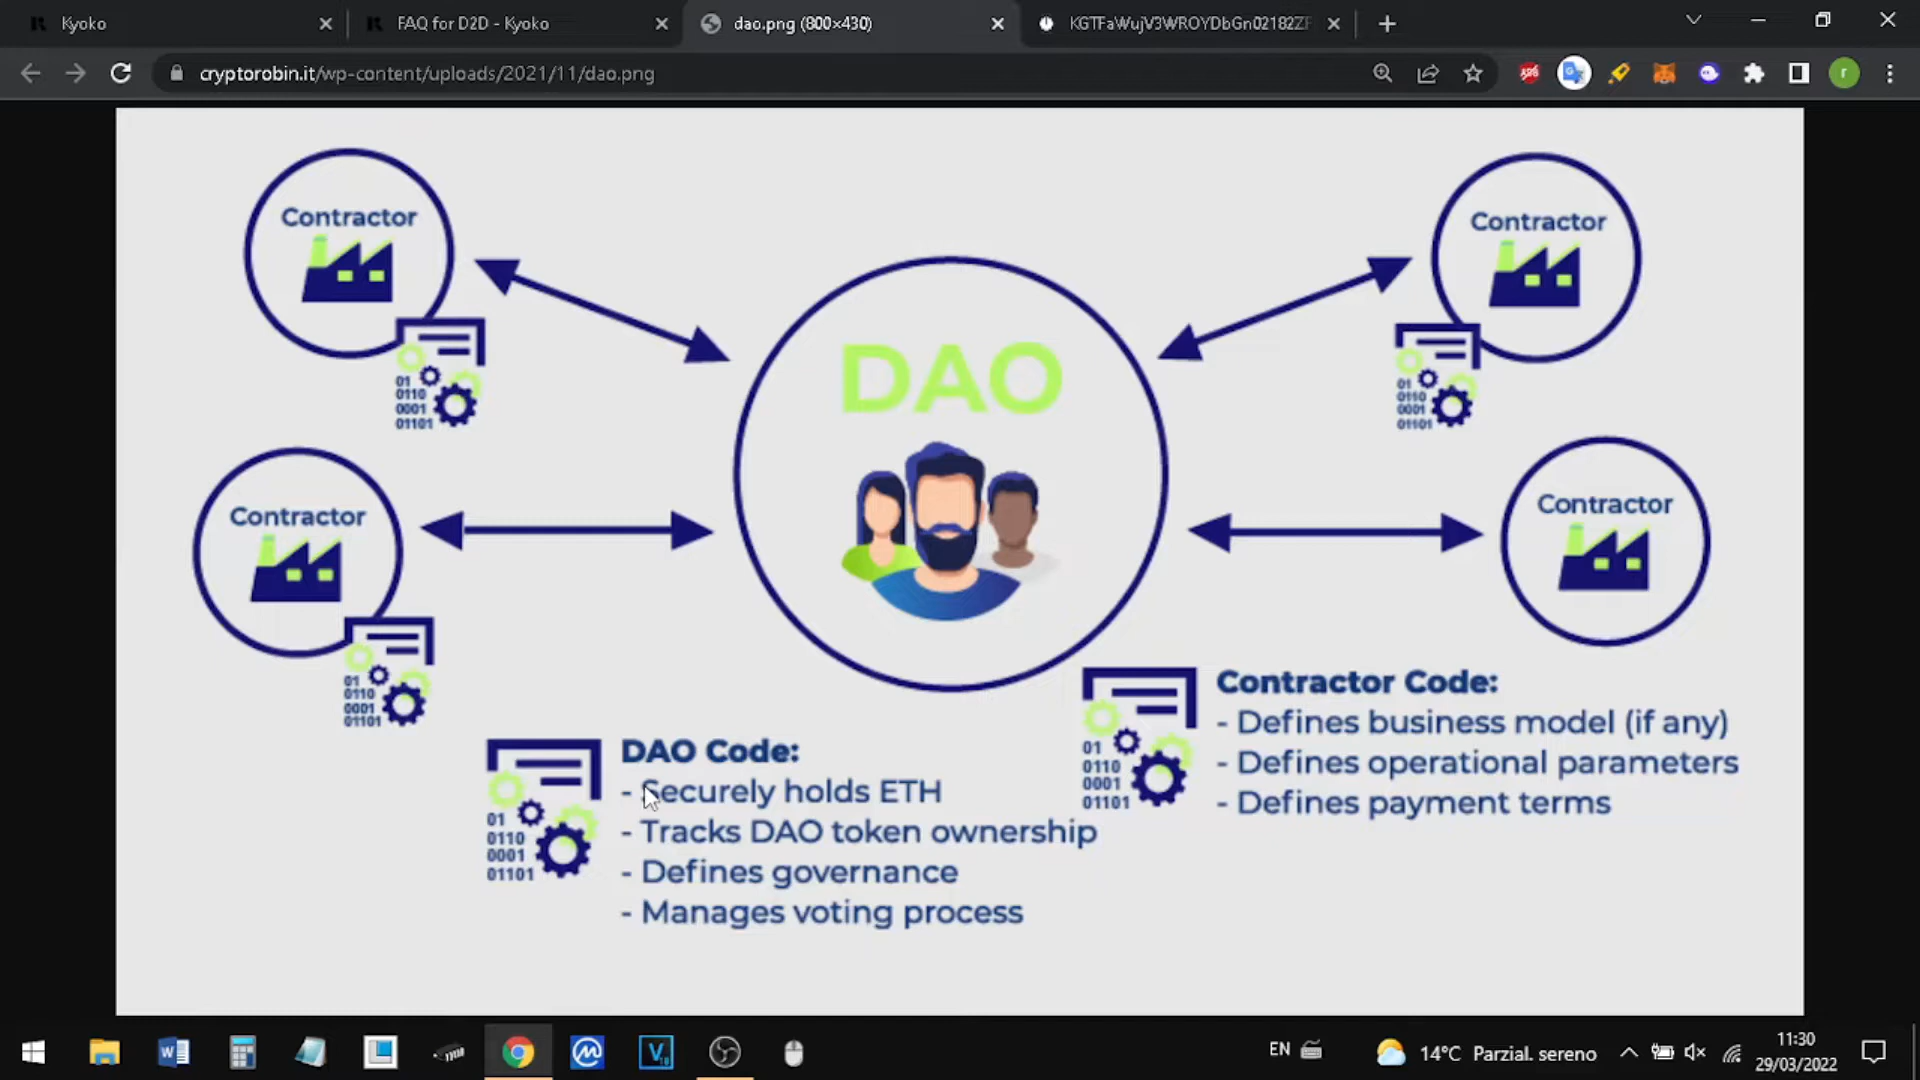 Kyoko
FAQ for D2D - Kyoko
dao.png (800×430)
cryptorobin.it/wp-content/uploads/2021/11/dao.png
ABP
r
Contractor
Contractor
01
0110
0001
01101
DAO
01
0110
0001
01101
Contractor
Contractor
01
0110
0001
01101
Contractor Code:
- Defines business model (if any)
- Defines operational parameters
- Defines payment terms
01
0110
0001
01101
DAO Code:
- Securely holds ETH
- Tracks DAO token ownership
- Defines governance
- Manages voting process
01
0110
0001
01101
EN
14°C Parzial. sereno
11:30
29/03/2022